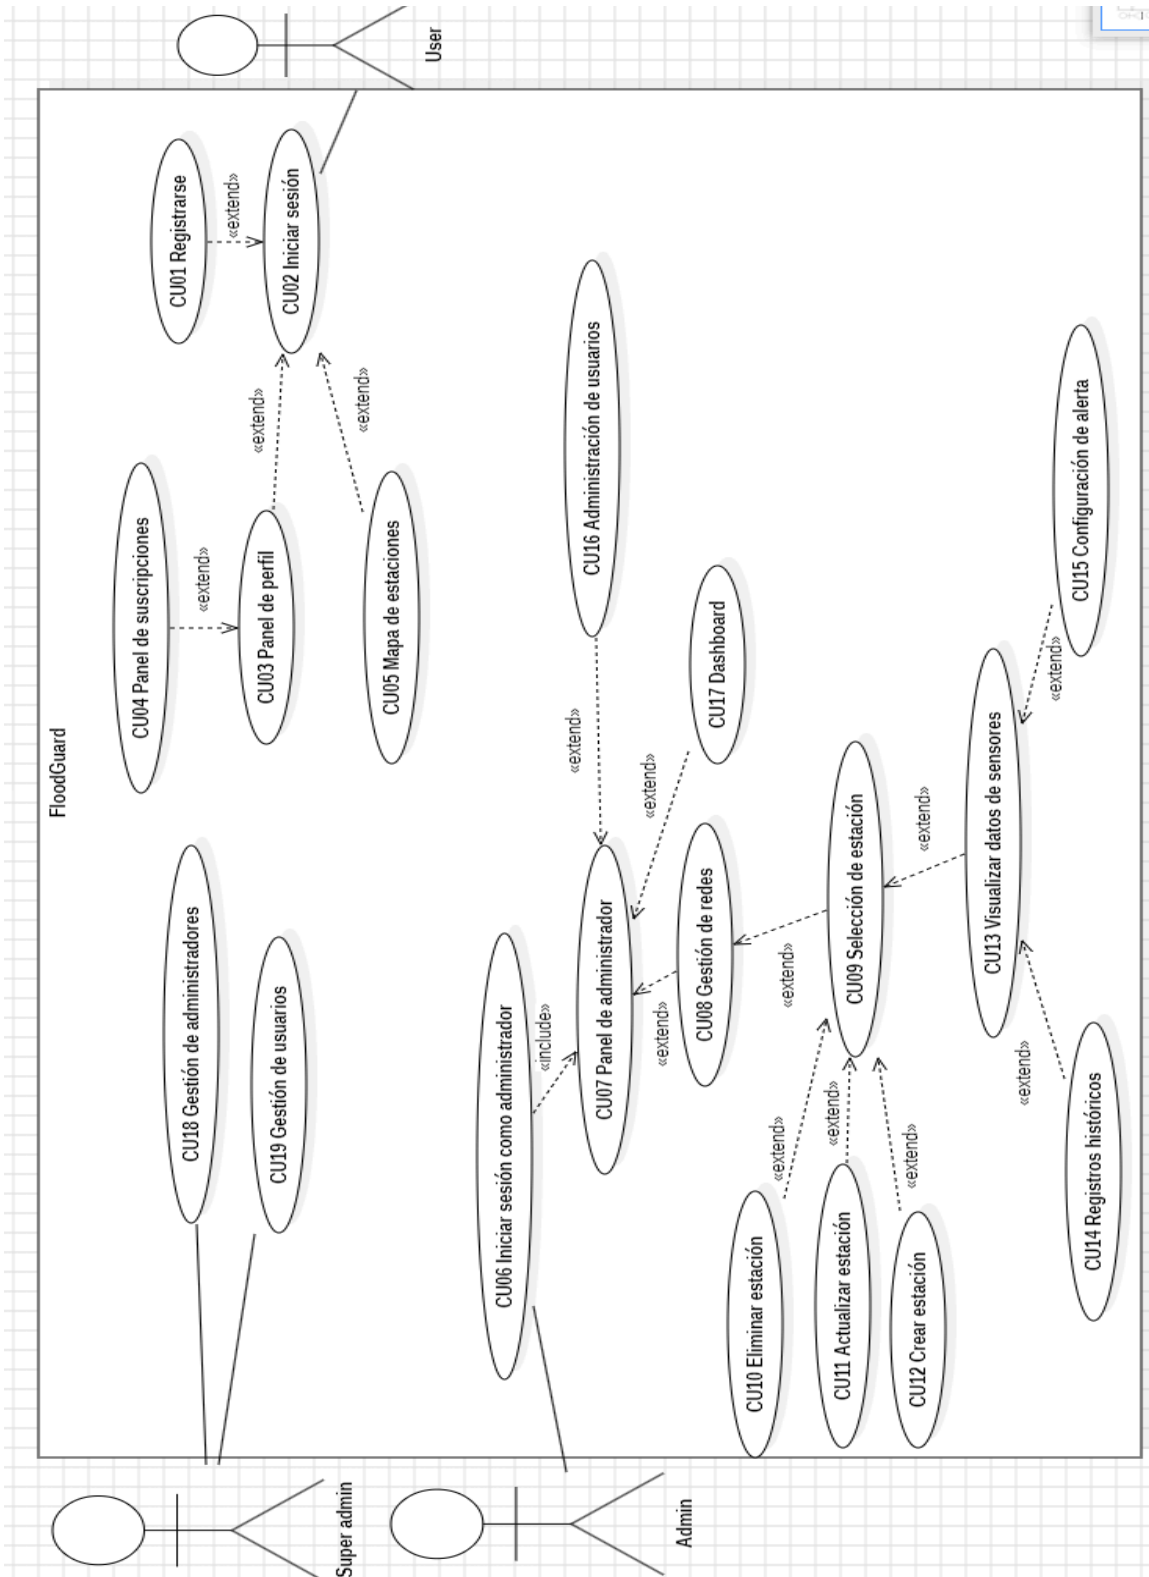 FloodGuard
Super admin
Admin
User
CU18 Gestión de administradores
CU19 Gestión de usuarios
CU04 Panel de suscripciones
«extend»
CU03 Panel de perfil
«extend»
CU05 Mapa de estaciones
«extend»
CU01 Registrarse
«extend»
CU02 Iniciar sesión
CU06 Iniciar sesión como administrador
«include»
CU07 Panel de administrador
«extend»
CU16 Administración de usuarios
«extend»
CU17 Dashboard
«extend»
CU08 Gestión de redes
«extend»
CU09 Selección de estación
CU10 Eliminar estación
«extend»
CU11 Actualizar estación
«extend»
CU12 Crear estación
«extend»
«extend»
CU13 Visualizar datos de sensores
«extend»
CU14 Registros históricos
«extend»
CU15 Configuración de alerta